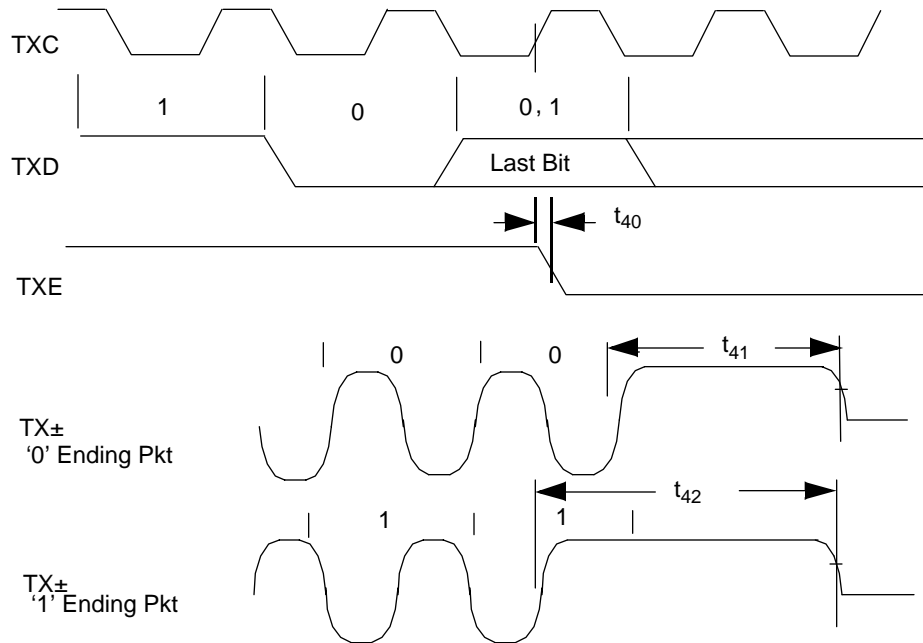 TXC
1 0 0 , 1
TXD Last Bit
t40
TXE
0 0 t41
TX±
‘0’ Ending Pkt
t42
1 1
TX±
‘1’ Ending Pkt